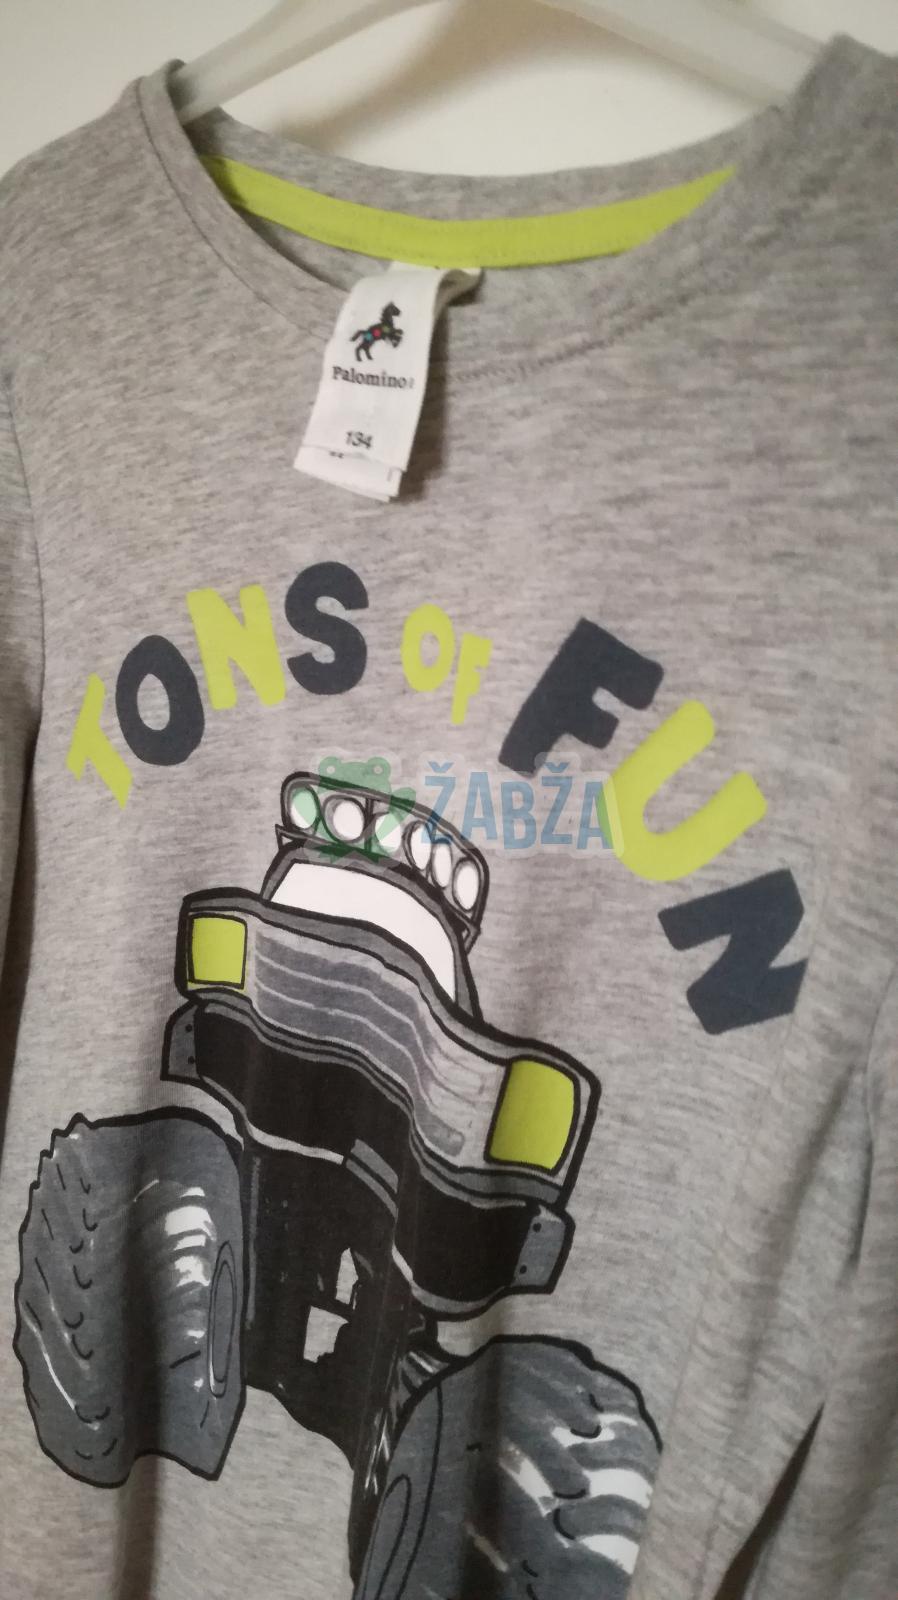 Palomino
134
TONS OF FUN
ŽABŽA